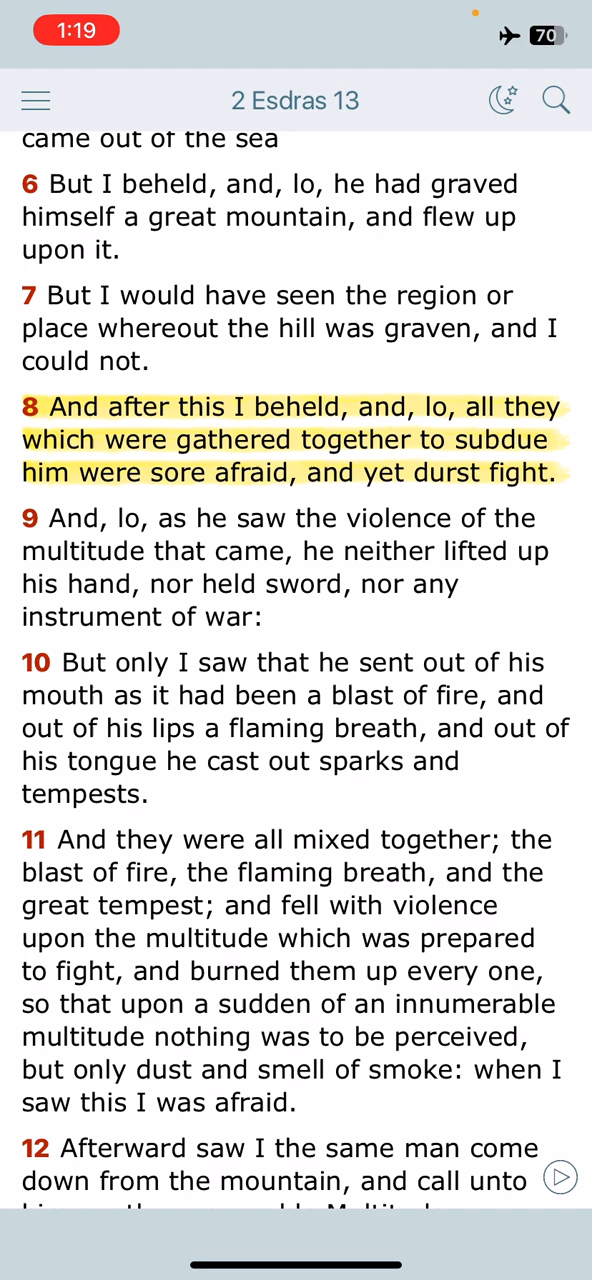 1:19
70
2 Esdras 13
came out of the sea
6 But I beheld, and, lo, he had graved
himself a great mountain, and flew up
upon it.
7 But I would have seen the region or
place whereout the hill was graven, and I
could not.
8 And after this I beheld, and, lo, all they
which were gathered together to subdue
him were sore afraid, and yet durst fight.
9 And, lo, as he saw the violence of the
multitude that came, he neither lifted up
his hand, nor held sword, nor any
instrument of war:
10 But only I saw that he sent out of his
mouth as it had been a blast of fire, and
out of his lips a flaming breath, and out of
his tongue he cast out sparks and
tempests.
11 And they were all mixed together; the
blast of fire, the flaming breath, and the
great tempest; and fell with violence
upon the multitude which was prepared
to fight, and burned them up every one,
so that upon a sudden of an innumerable
multitude nothing was to be perceived,
but only dust and smell of smoke: when I
saw this I was afraid.
12 Afterward saw I the same man come
down from the mountain, and call unto